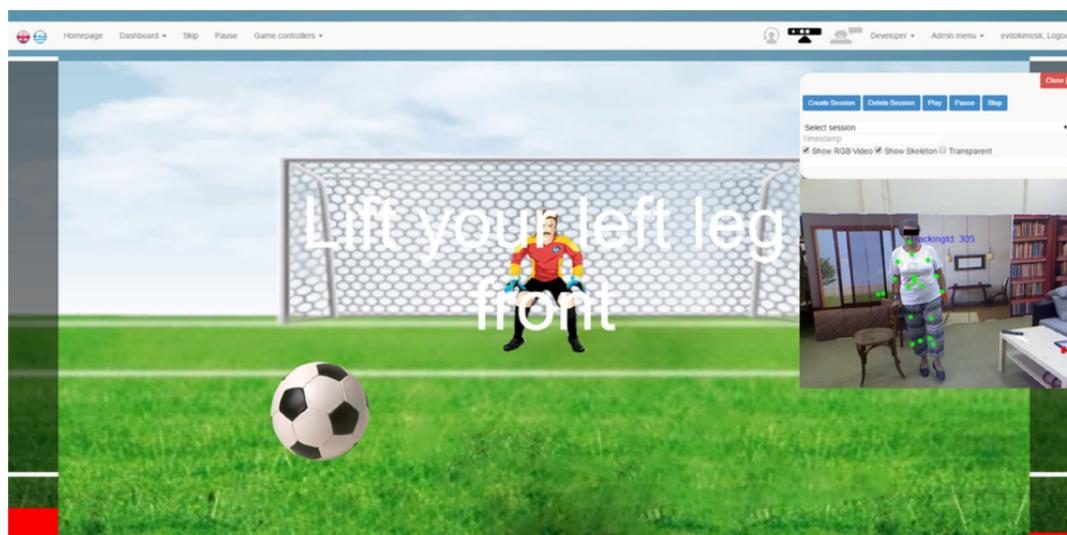 Homepage Dashboard Skip Pause Game controllers Developer Admin menu evdokimosk, Logou
Close
Create Session Delete Session Play Pause Stop
Select session
Timestamp
Show RGB Video Show Skeleton Transparent
Lift your left leg
front
TrackingId: 305